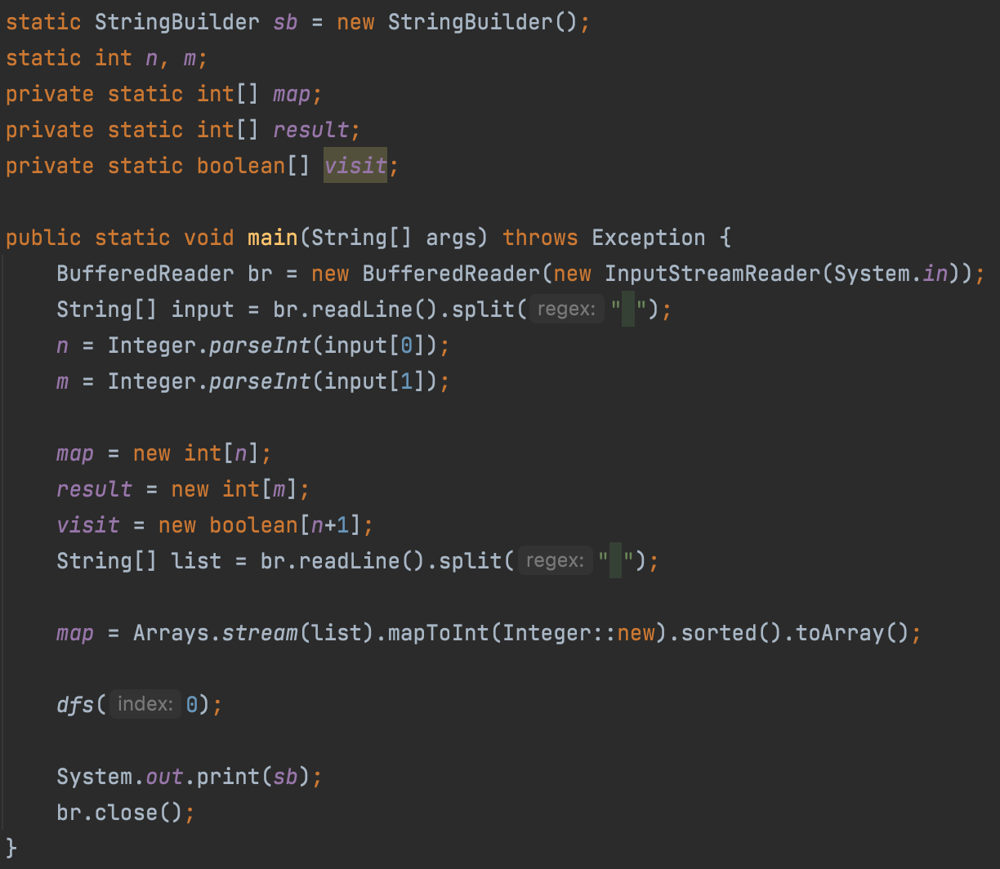 static StringBuilder sb = new StringBuilder();
static int n, m;
private static int[] map;
private static int[] result;
private static boolean[] visit;
public static void main(String[] args) throws Exception {
BufferedReader br = new BufferedReader(new InputStreamReader(System.in));
String[] input = br.readLine().split( regex: " ");
n = Integer.parseInt(input[0]);
m = Integer.parseInt(input[1]);
map = new int[n];
result = new int[m];
visit = new boolean[n+1];
String[] list = br.readLine().split( regex: " ");
map = Arrays.stream(list).mapToInt(Integer::new).sorted().toArray();
dfs( index: 0);
System.out.print(sb);
br.close();
}